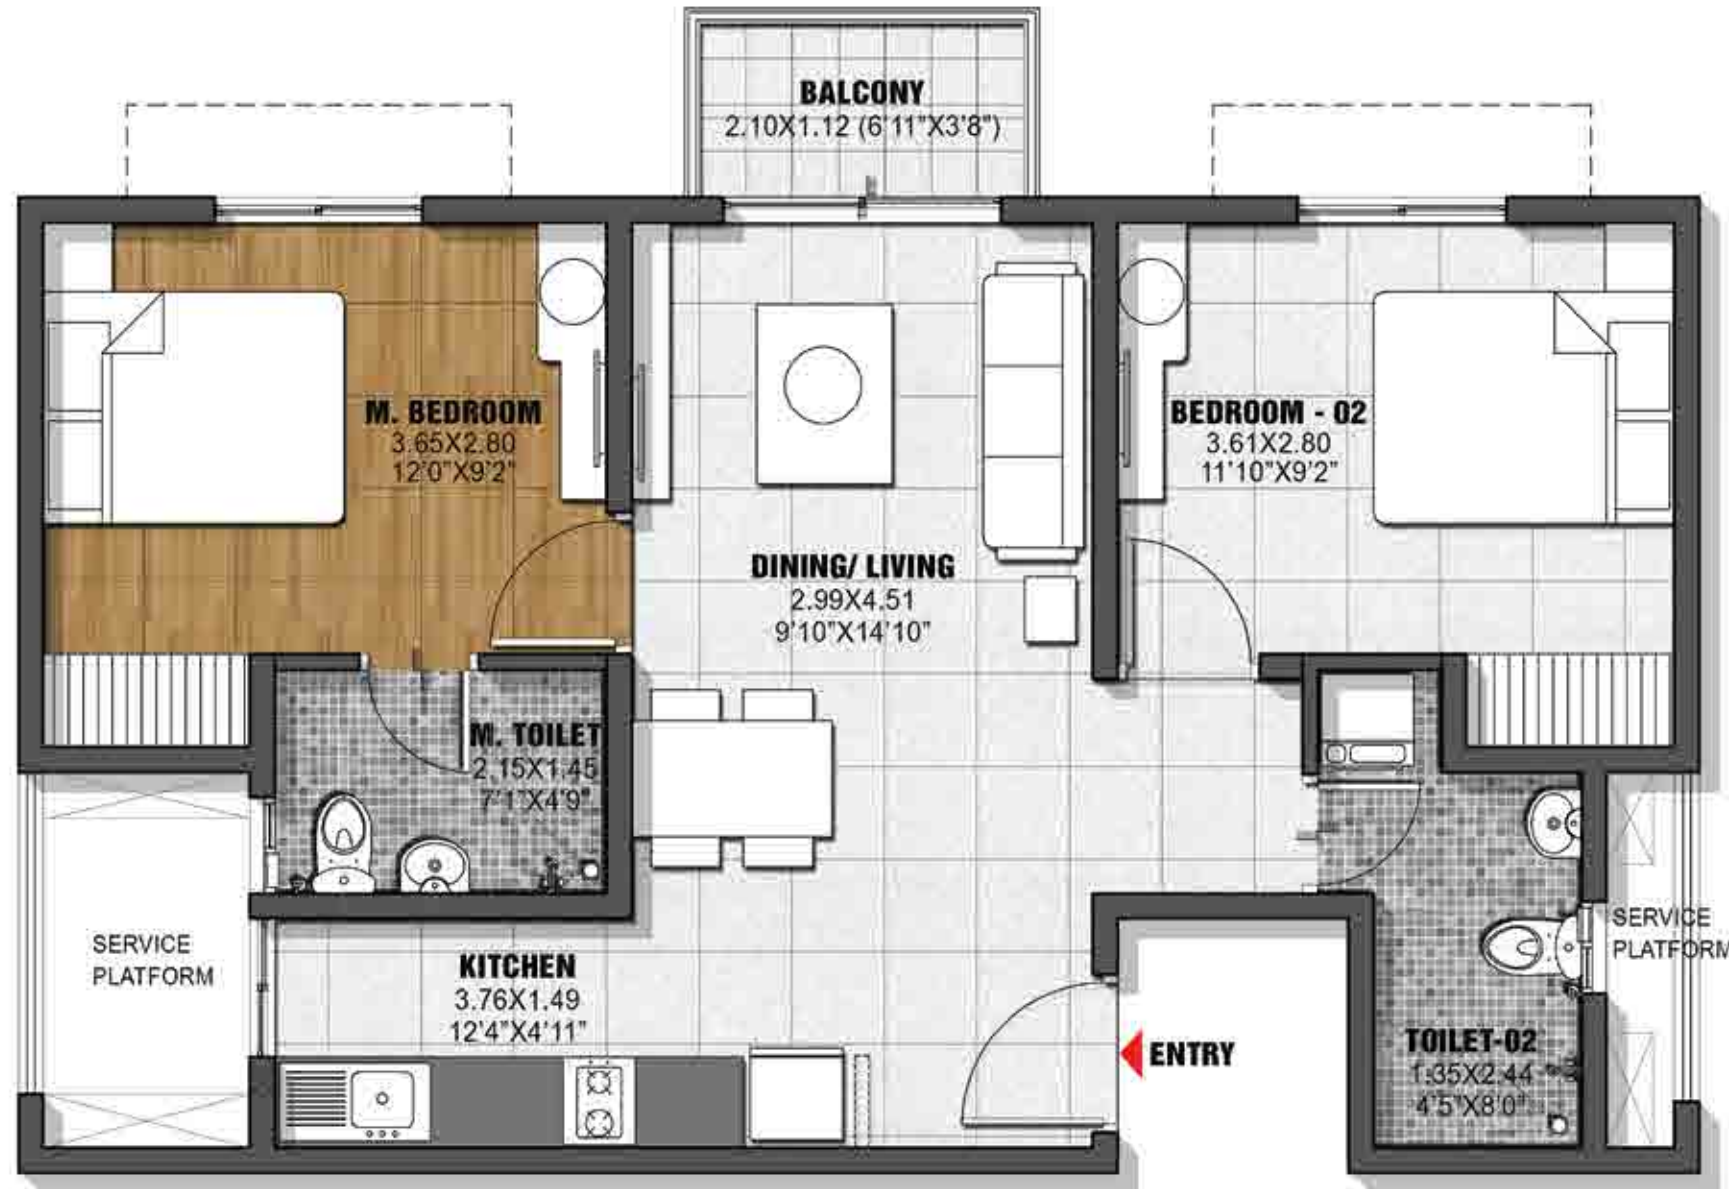 BALCONY
2.10X1.12 (6'11"X3'8")
M. BEDROOM
3.65X2.80
12'0"X9'2"
BEDROOM - 02
3.61X2.80
11'10"X9'2"
DINING/ LIVING
2.99X4.51
9'10"X14'10"
M. TOILET
2.15X1.45
7'1"X4'9"
SERVICE
PLATFORM
KITCHEN
3.76X1.49
12'4"X4'11"
ENTRY
TOILET-02
1.35X2.44
4'5"X8'0"
SERVICE
PLATFORM